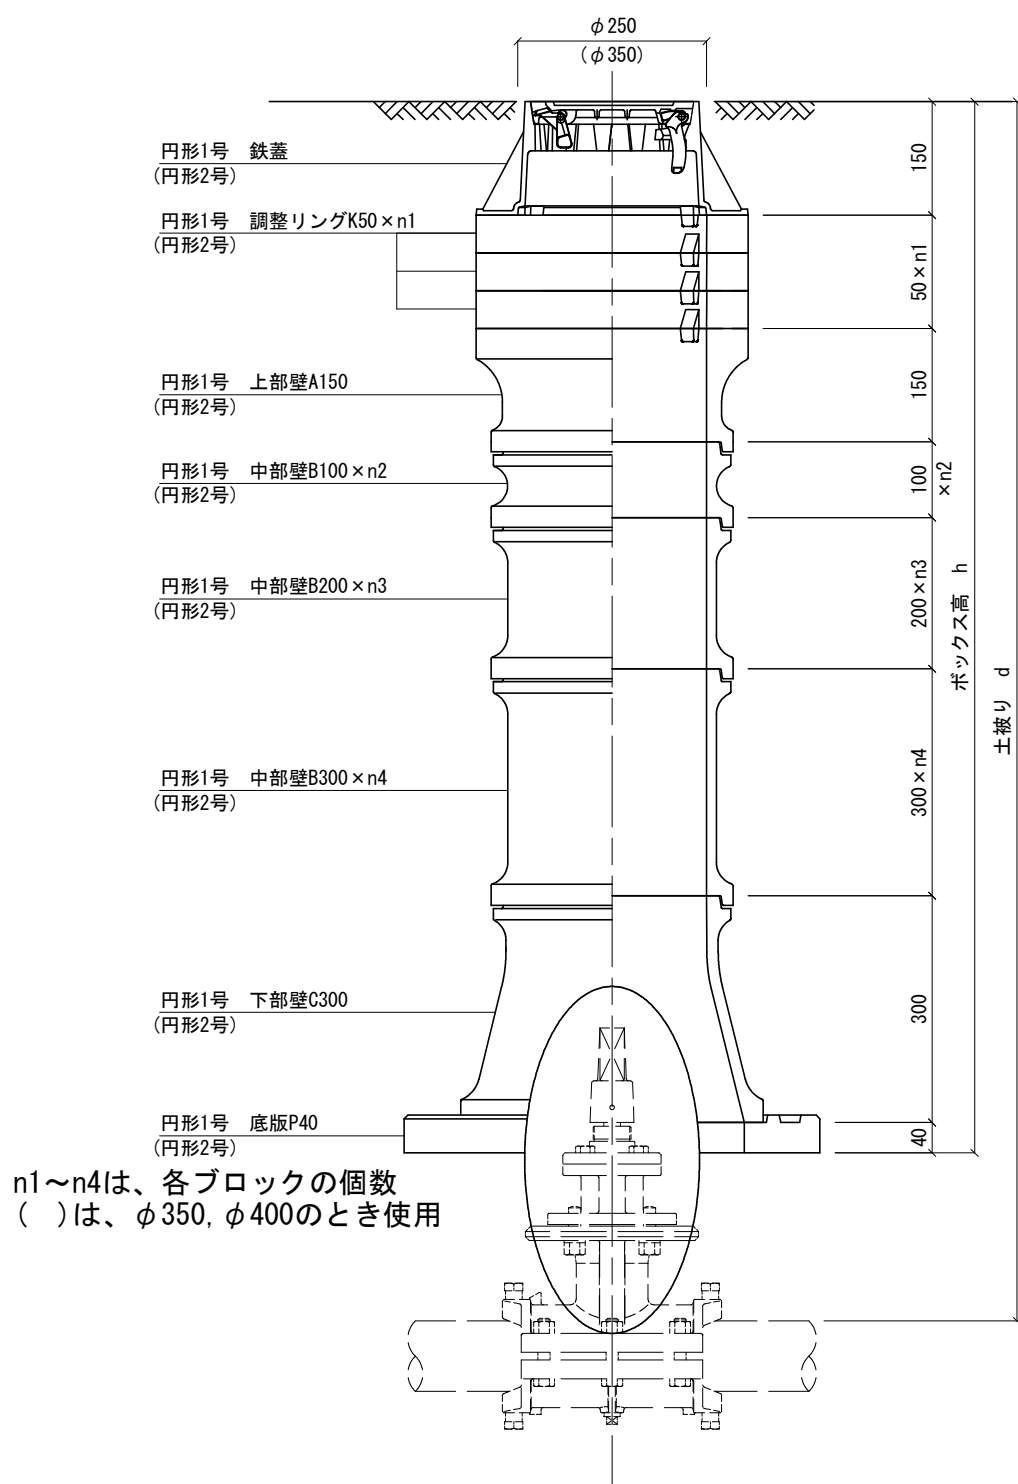 φ250
(φ350)
円形1号 鉄蓋
(円形2号)
円形1号 調整リングK50×n1
(円形2号)
円形1号 上部壁A150
(円形2号)
円形1号 中部壁B100×n2
(円形2号)
円形1号 中部壁B200×n3
(円形2号)
円形1号 中部壁B300×n4
(円形2号)
円形1号 下部壁C300
(円形2号)
円形1号 底版P40
(円形2号)
n1～n4は、各ブロックの個数
( )は、φ350,φ400のとき使用
150
50×n1
150
100
×n2
200×n3
300×n4
300
40
ボックス高 h
土被り d